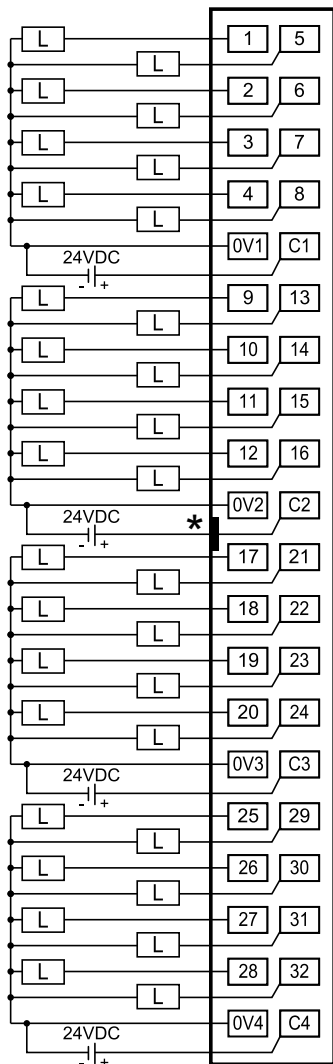 L 1 5
L
L 2 6
L
L 3 7
L
L 4 8
L
0V1 C1
24VDC
- +
L 9 13
L
L 10 14
L
L 11 15
L
L 12 16
L
0V2 C2
24VDC *
- +
L 17 21
L
L 18 22
L
L 19 23
L
L 20 24
L
0V3 C3
24VDC
- +
L 25 29
L
L 26 30
L
L 27 31
L
L 28 32
L
0V4 C4
24VDC
- +